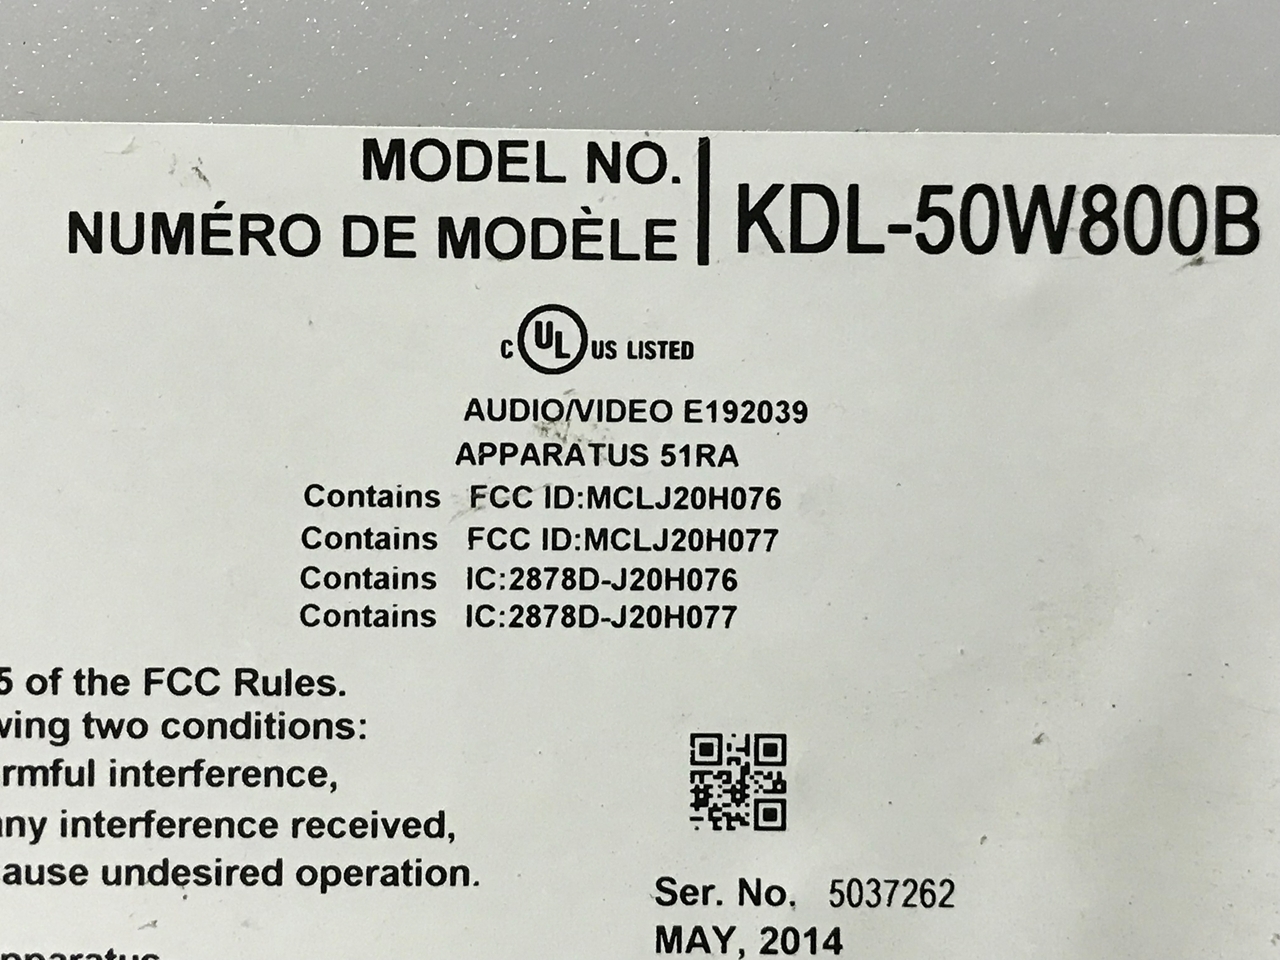 MODEL NO.
NUMÉRO DE MODÈLE
KDL-50W800B
C UL US LISTED
AUDIO/VIDEO E192039
APPARATUS 51RA
Contains FCC ID:MCLJ20H076
Contains FCC ID:MCLJ20H077
Contains IC:2878D-J20H076
Contains IC:2878D-J20H077
5 of the FCC Rules.
wing two conditions:
rmful interference,
any interference received,
ause undesired operation.
Ser. No. 5037262
MAY, 2014